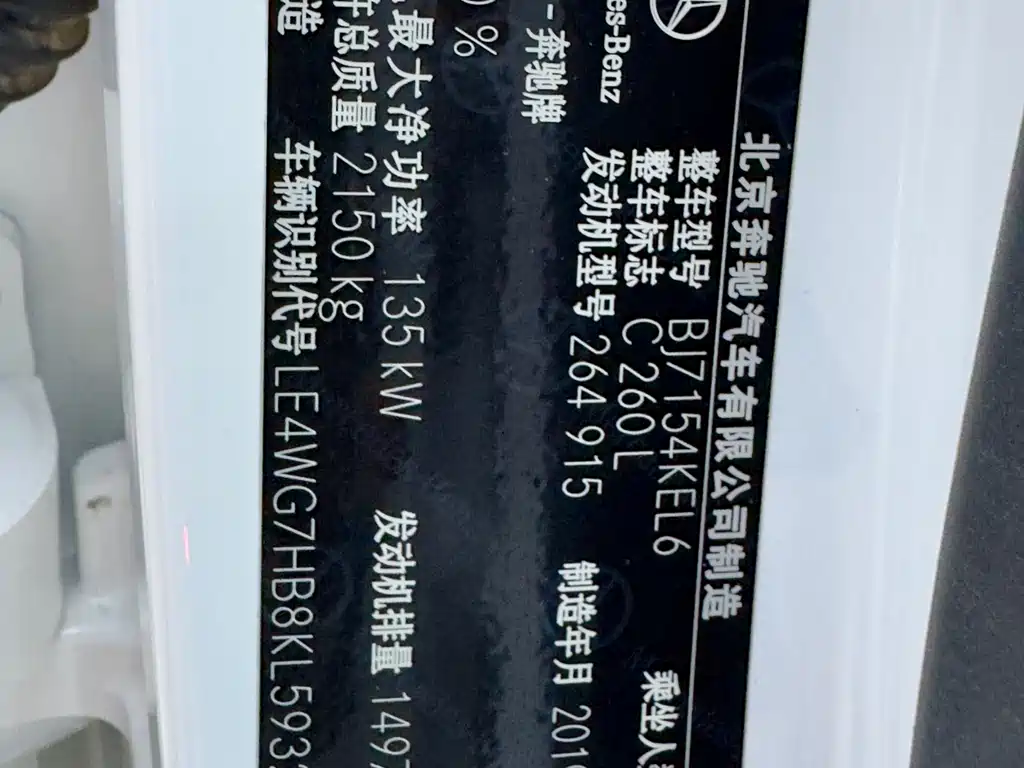 北京奔驰汽车有限公司制造
整车型号 BJ7154KEL6 乘坐人
es-Benz 整车标志 C 260 L
发动机型号 264 915 制造年月 201
-奔驰牌
%
最大净功率 135 kW 发动机排量 149
总质量 2150 kg
造 车辆识别代号 LE4WG7HB8KL593